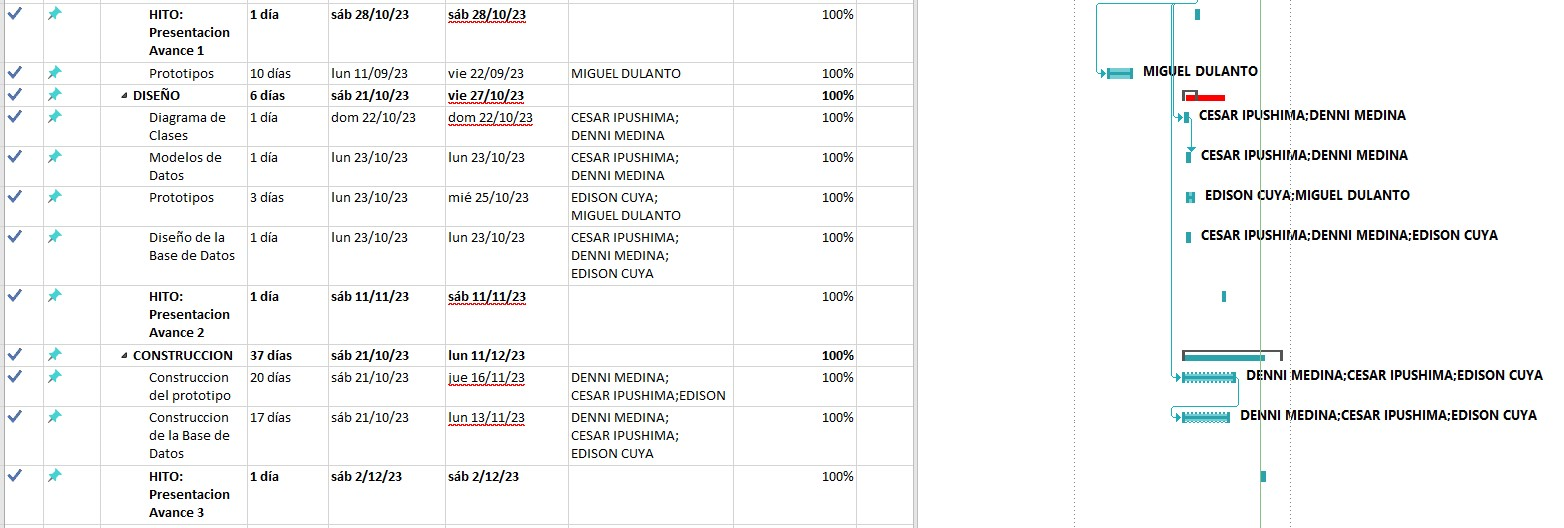 HITO: 1 día sáb 28/10/23 sáb 28/10/23 100%
Presentacion
Avance 1
Prototipos 10 días lun 11/09/23 vie 22/09/23 MIGUEL DULANTO 100% MIGUEL DULANTO
DISEÑO 6 días sáb 21/10/23 vie 27/10/23 100%
Diagrama de 1 día dom 22/10/23 dom 22/10/23 CESAR IPUSHIMA; 100% CESAR IPUSHIMA;DENNI MEDINA
Clases DENNI MEDINA
Modelos de 1 día lun 23/10/23 lun 23/10/23 CESAR IPUSHIMA; 100% CESAR IPUSHIMA;DENNI MEDINA
Datos DENNI MEDINA
Prototipos 3 días lun 23/10/23 mié 25/10/23 EDISON CUYA; 100% EDISON CUYA;MIGUEL DULANTO
MIGUEL DULANTO
Diseño de la 1 día lun 23/10/23 lun 23/10/23 CESAR IPUSHIMA; 100% CESAR IPUSHIMA;DENNI MEDINA;EDISON CUYA
Base de Datos DENNI MEDINA;
EDISON CUYA
HITO: 1 día sáb 11/11/23 sáb 11/11/23 100%
Presentacion
Avance 2
CONSTRUCCION 37 días sáb 21/10/23 lun 11/12/23 100%
Construccion 20 días sáb 21/10/23 jue 16/11/23 DENNI MEDINA; 100% DENNI MEDINA;CESAR IPUSHIMA;EDISON CUYA
del prototipo CESAR IPUSHIMA;EDISON
Construccion 17 días sáb 21/10/23 lun 13/11/23 DENNI MEDINA; 100% DENNI MEDINA;CESAR IPUSHIMA;EDISON CUYA
de la Base de CESAR IPUSHIMA;
Datos EDISON CUYA
HITO: 1 día sáb 2/12/23 sáb 2/12/23 100%
Presentacion
Avance 3